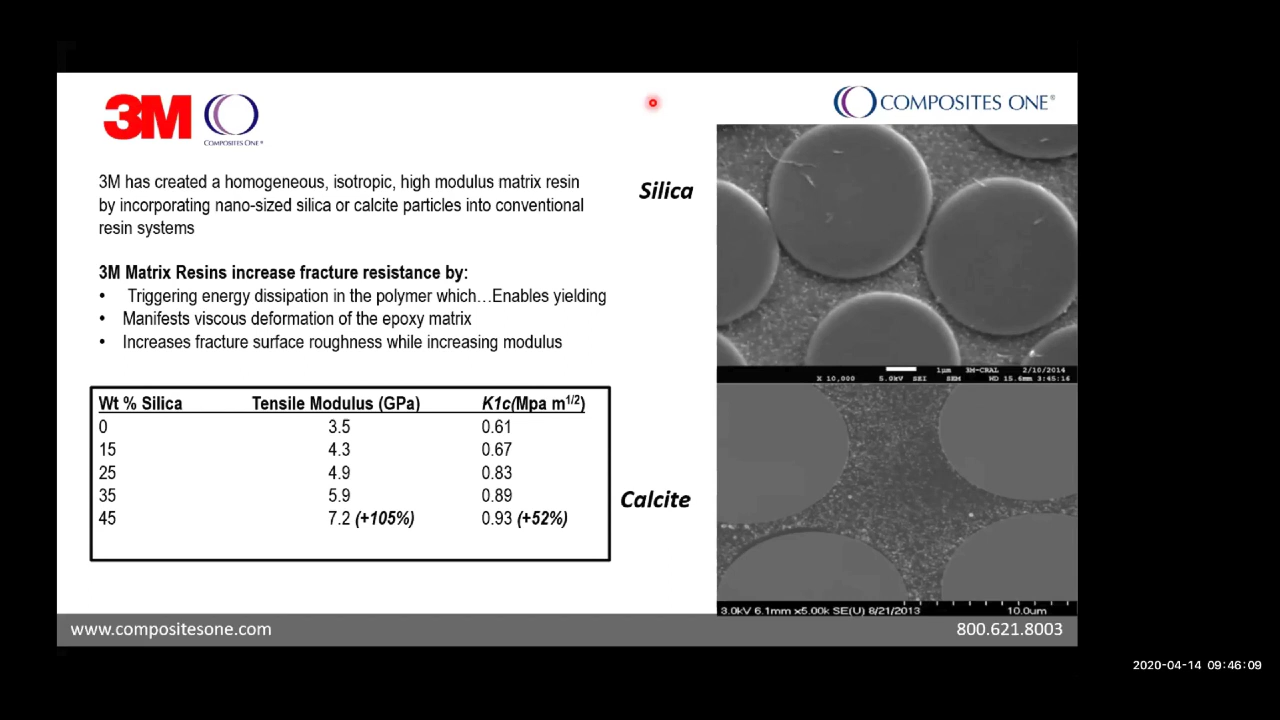 3M
COMPOSITES ONE®
COMPOSITES ONE®
3M has created a homogeneous, isotropic, high modulus matrix resin
by incorporating nano-sized silica or calcite particles into conventional
resin systems
Silica
3M Matrix Resins increase fracture resistance by:
• Triggering energy dissipation in the polymer which…Enables yielding
• Manifests viscous deformation of the epoxy matrix
• Increases fracture surface roughness while increasing modulus
1µm 3M-CRAL 2/10/2014
X 10,000 5.0kV SEI SEM WD 15.6mm 3:45:16
Wt % Silica Tensile Modulus (GPa) K1c(Mpa m1/2)
0 3.5 0.61
15 4.3 0.67
25 4.9 0.83
35 5.9 0.89
45 7.2 (+105%) 0.93 (+52%)
Calcite
3.0kV 6.1mm x5.00k SE(U) 8/21/2013 10.0um
www.compositesone.com 800.621.8003
2020-04-14 09:46:09